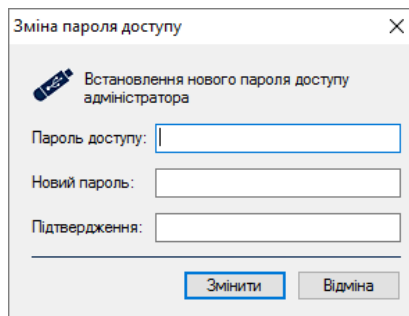 Зміна пароля доступу
Встановлення нового пароля доступу
адміністратора
Пароль доступу:
Новий пароль:
Підтвердження:
Змінити Відміна